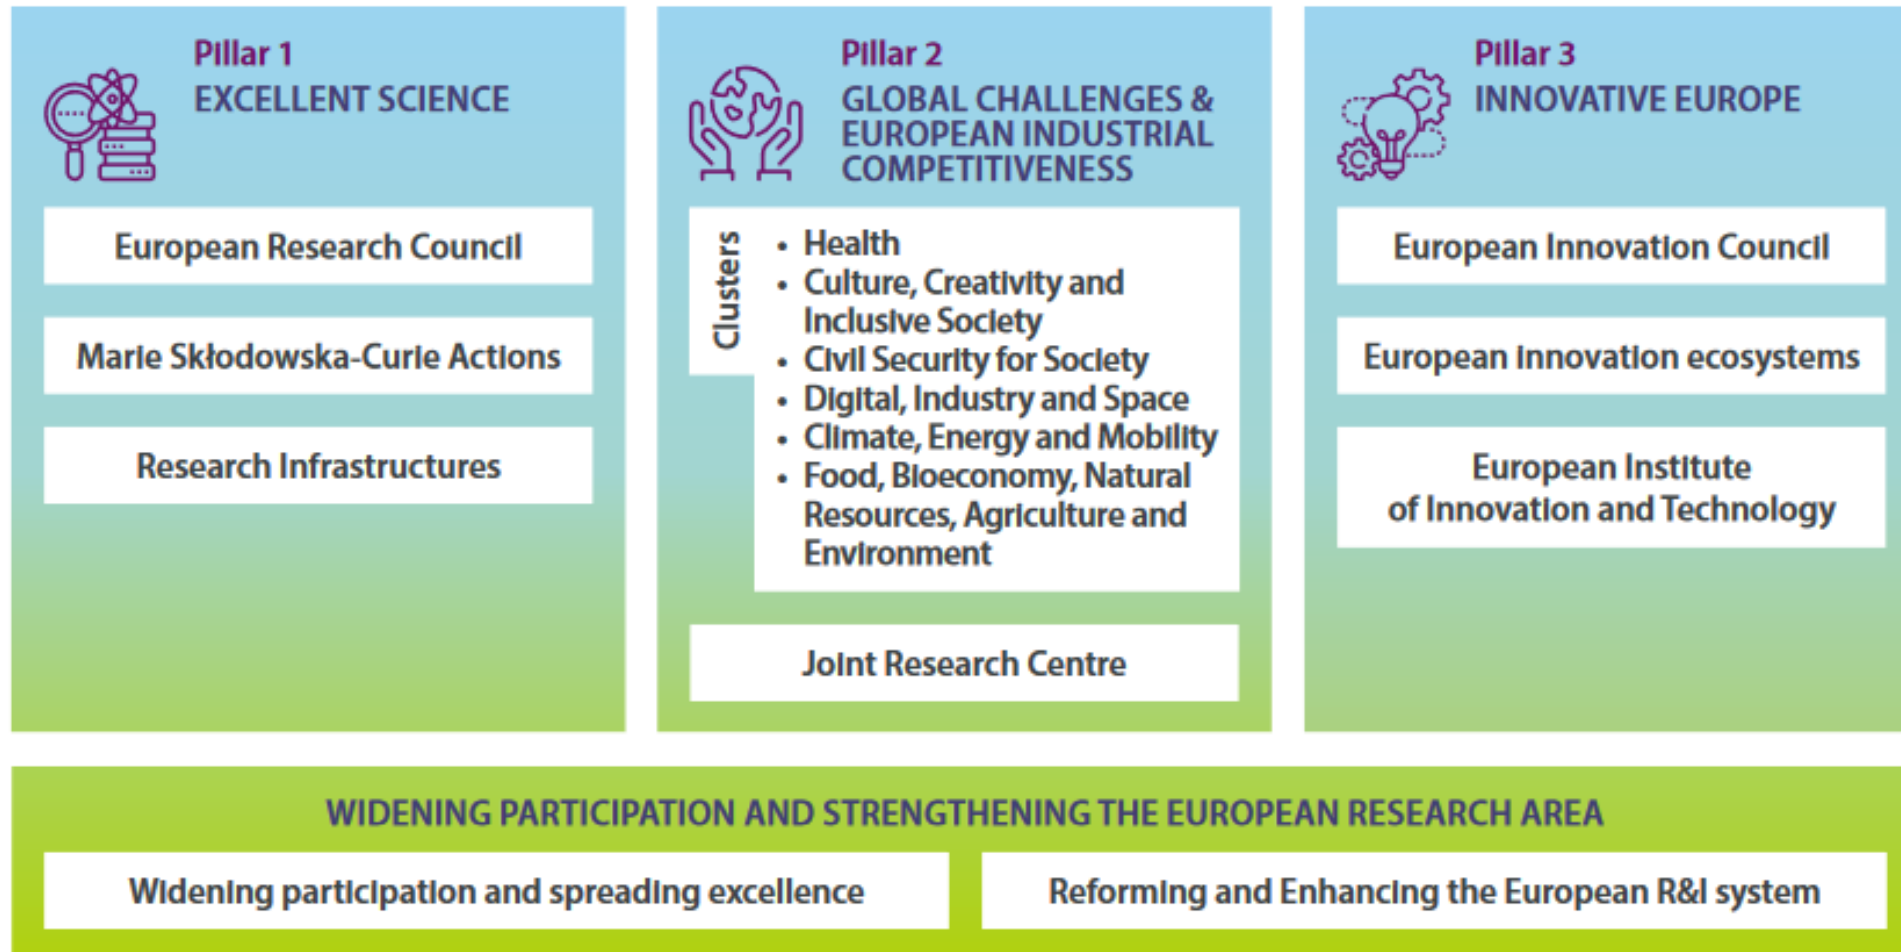 Pillar 1
EXCELLENT SCIENCE
European Research Council
Marie Skłodowska-Curie Actions
Research Infrastructures
Pillar 2
GLOBAL CHALLENGES &
EUROPEAN INDUSTRIAL
COMPETITIVENESS
Clusters
• Health
• Culture, Creativity and
Inclusive Society
• Civil Security for Society
• Digital, Industry and Space
• Climate, Energy and Mobility
• Food, Bioeconomy, Natural
Resources, Agriculture and
Environment
Joint Research Centre
Pillar 3
INNOVATIVE EUROPE
European Innovation Council
European innovation ecosystems
European Institute
of Innovation and Technology
WIDENING PARTICIPATION AND STRENGTHENING THE EUROPEAN RESEARCH AREA
Widening participation and spreading excellence
Reforming and Enhancing the European R&I system